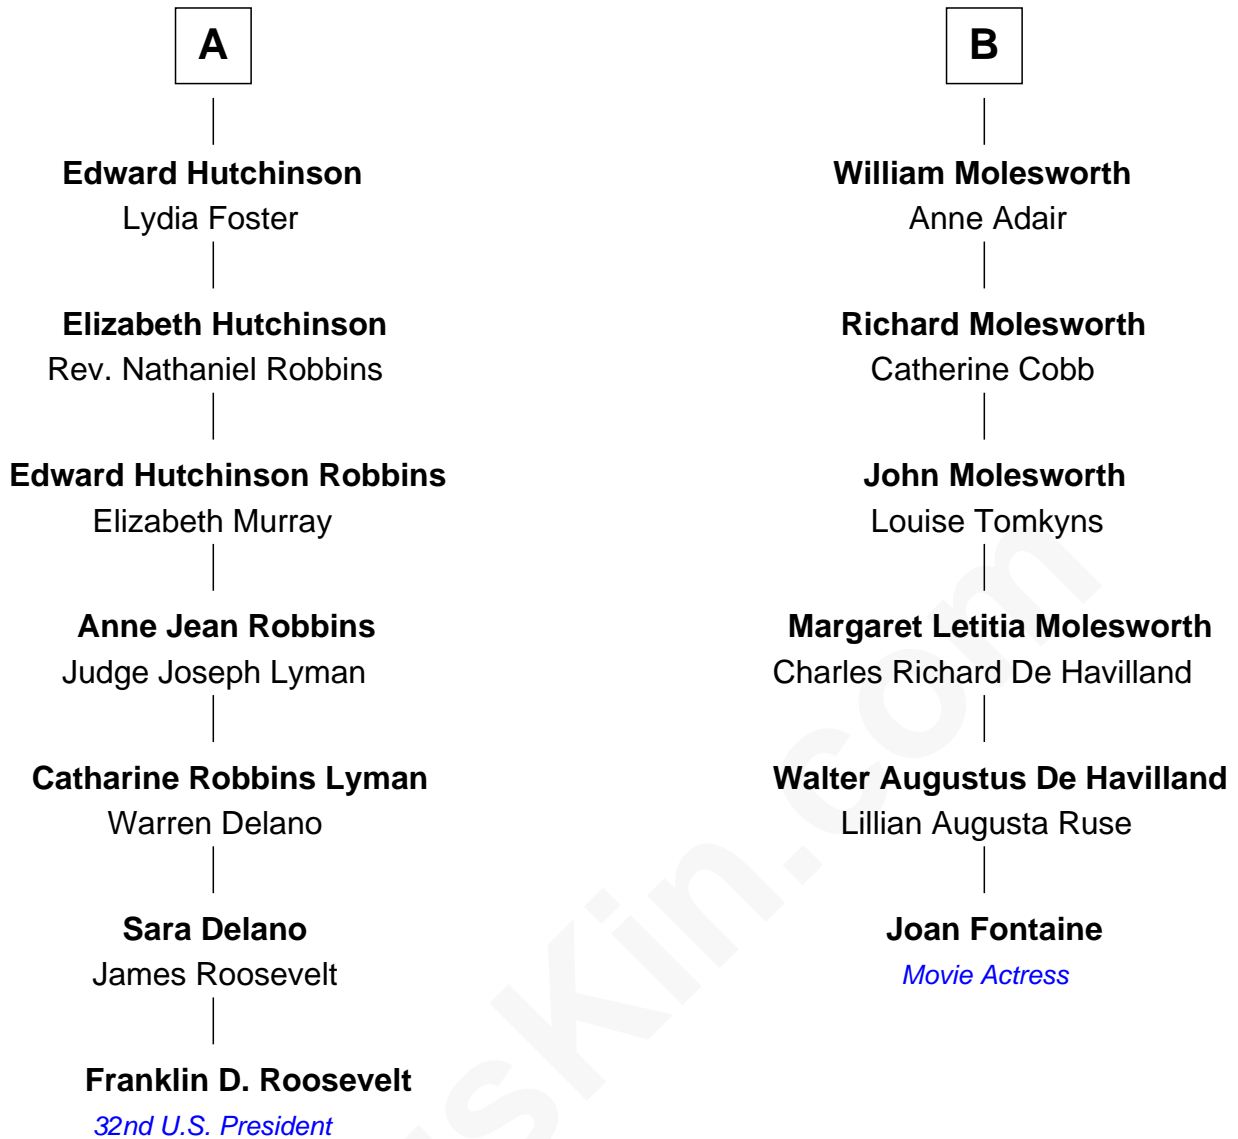 A
Edward Hutchinson
Lydia Foster
Elizabeth Hutchinson
Rev. Nathaniel Robbins
Edward Hutchinson Robbins
Elizabeth Murray
Anne Jean Robbins
Judge Joseph Lyman
Catharine Robbins Lyman
Warren Delano
Sara Delano
James Roosevelt
Franklin D. Roosevelt
32nd U.S. President
B
William Molesworth
Anne Adair
Richard Molesworth
Catherine Cobb
John Molesworth
Louise Tomkyns
Margaret Letitia Molesworth
Charles Richard De Havilland
Walter Augustus De Havilland
Lillian Augusta Ruse
Joan Fontaine
Movie Actress